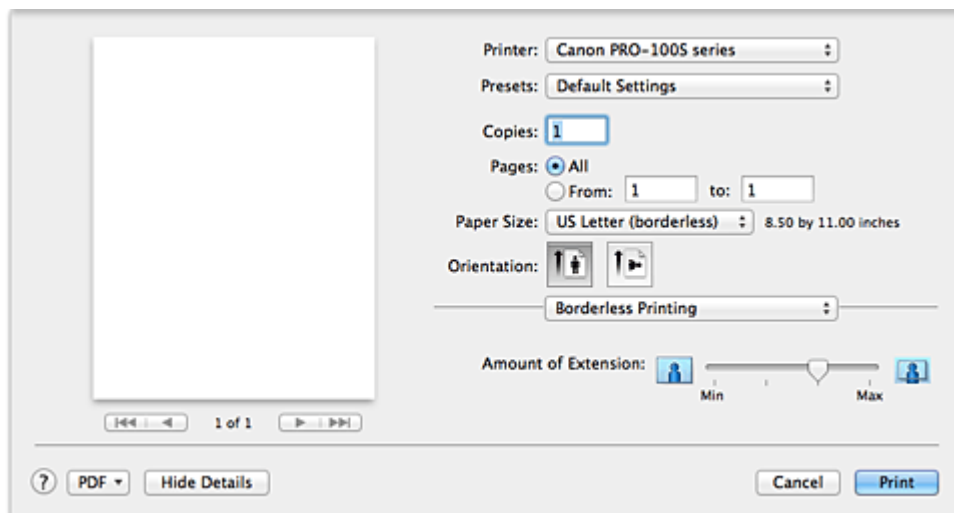 Printer: Canon PRO-100S series
Presets: Default Settings
Copies: 1
Pages: All
From: 1 to: 1
Paper Size: US Letter (borderless) 8.50 by 11.00 inches
Orientation:
Borderless Printing
Amount of Extension:
Min Max
1 of 1
? PDF Hide Details Cancel Print